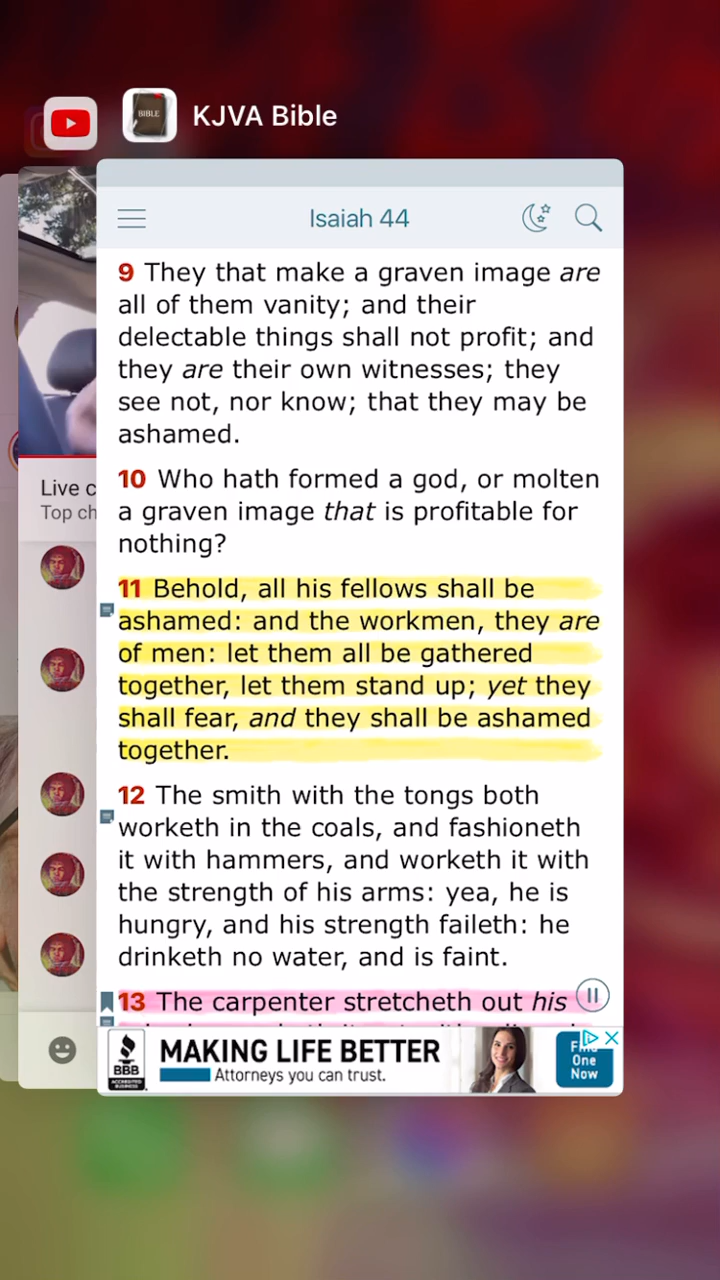 KJVA Bible
BIBLE
Isaiah 44
9 They that make a graven image are
all of them vanity; and their
delectable things shall not profit; and
they are their own witnesses; they
see not, nor know; that they may be
ashamed.
10 Who hath formed a god, or molten
a graven image that is profitable for
nothing?
11 Behold, all his fellows shall be
ashamed: and the workmen, they are
of men: let them all be gathered
together, let them stand up; yet they
shall fear, and they shall be ashamed
together.
12 The smith with the tongs both
worketh in the coals, and fashioneth
it with hammers, and worketh it with
the strength of his arms: yea, he is
hungry, and his strength faileth: he
drinketh no water, and is faint.
13 The carpenter stretcheth out his
Live c
Top ch
BBB
ACCREDITED
BUSINESS
MAKING LIFE BETTER
Attorneys you can trust.
One
Now